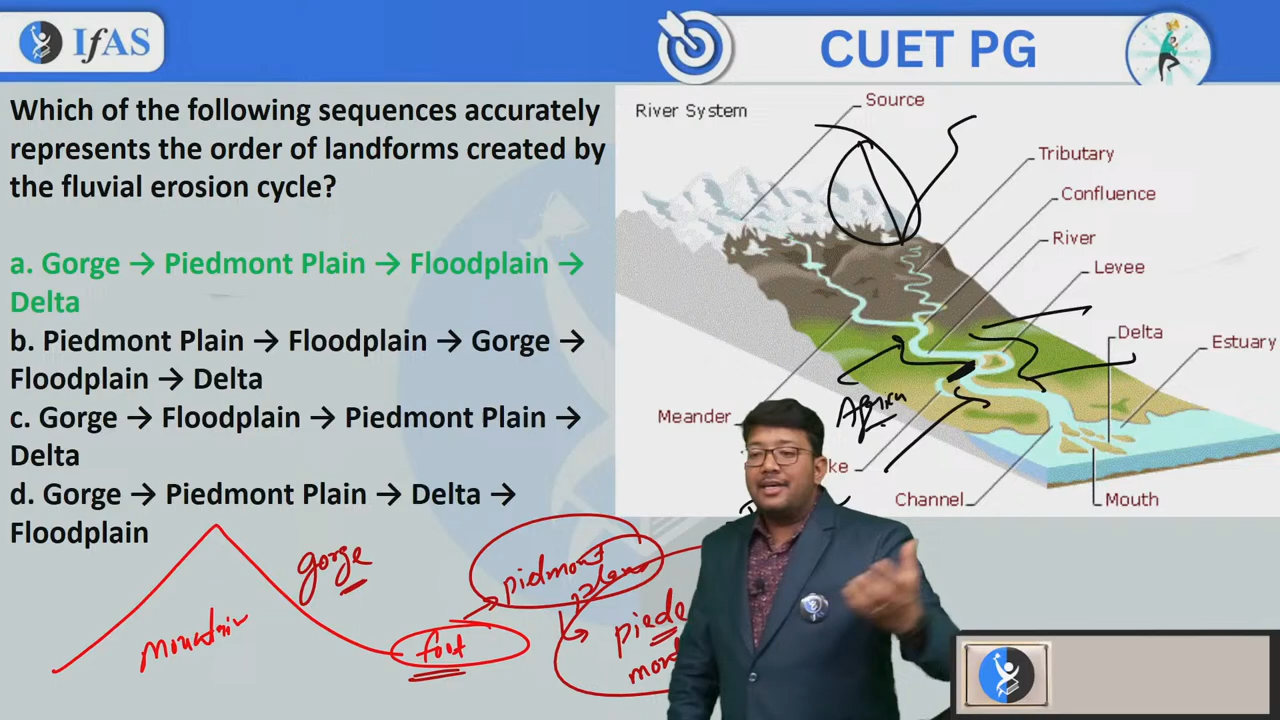 IfAS
CUET PG
Which of the following sequences accurately
represents the order of landforms created by
the fluvial erosion cycle?
a. Gorge → Piedmont Plain → Floodplain →
Delta
b. Piedmont Plain → Floodplain → Gorge →
Floodplain → Delta
c. Gorge → Floodplain → Piedmont Plain →
Delta
d. Gorge → Piedmont Plain → Delta →
Floodplain
River System
Source
Tributary
Confluence
River
Levee
Delta
Estuary
Meander
ke
Channel
Mouth
gorge
mountain
foot
piedmont
piede